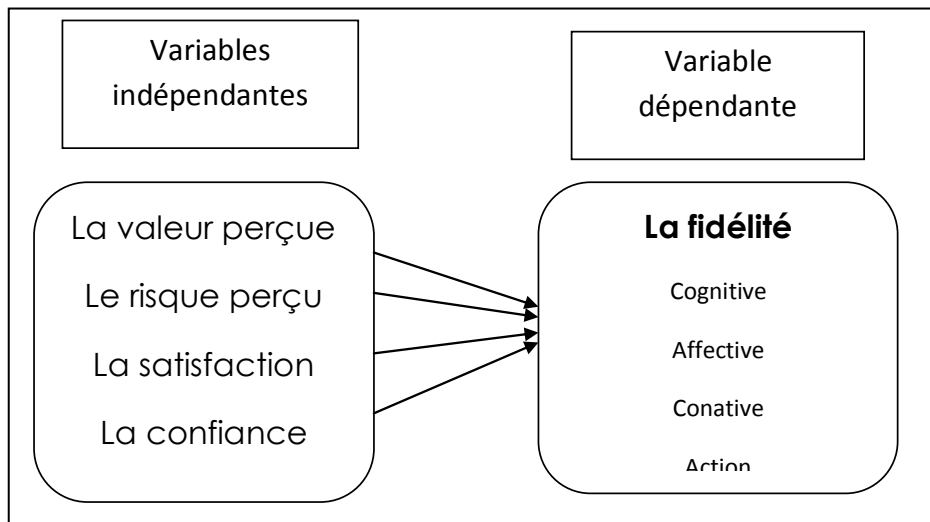 Variables
indépendantes
Variable
dépendante
La valeur perçue
Le risque perçu
La satisfaction
La confiance
La fidélité
Cognitive
Affective
Conative
Action